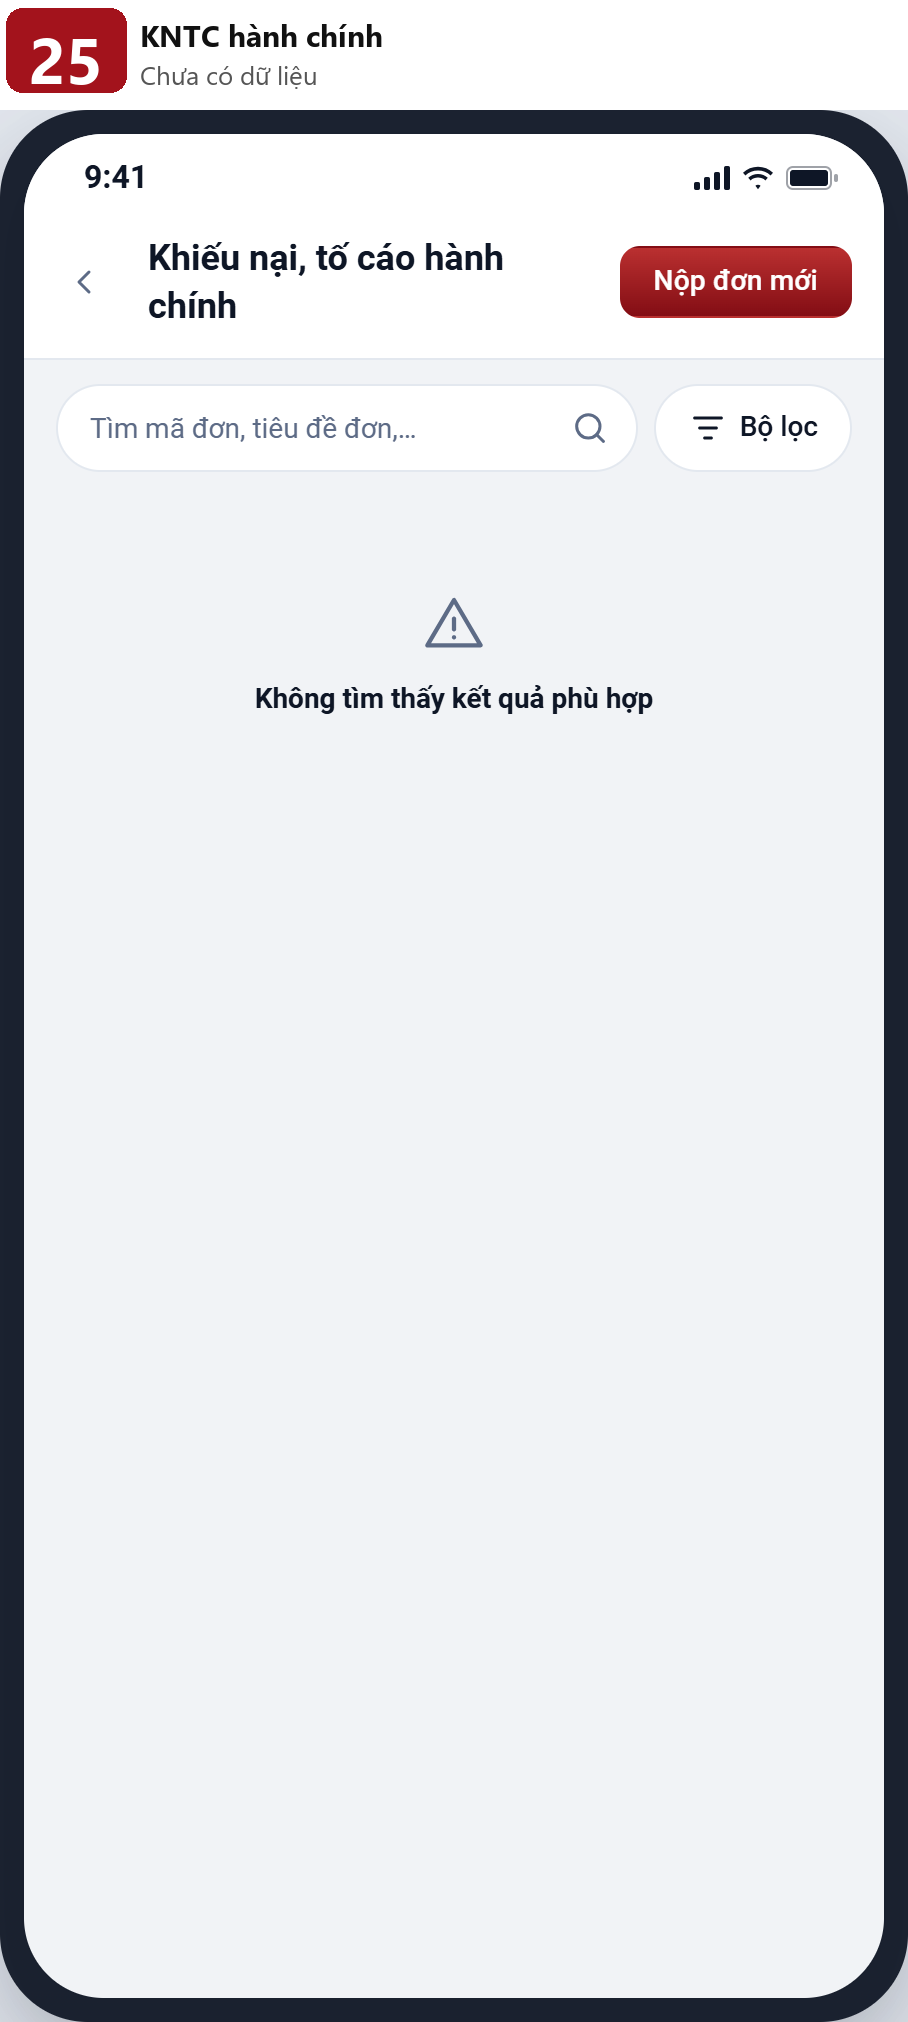 25
KNTC hành chính
Chưa có dữ liệu
9:41
Khiếu nại, tố cáo hành
chính
Nộp đơn mới
Tìm mã đơn, tiêu đề đơn,...
Bộ lọc
Không tìm thấy kết quả phù hợp